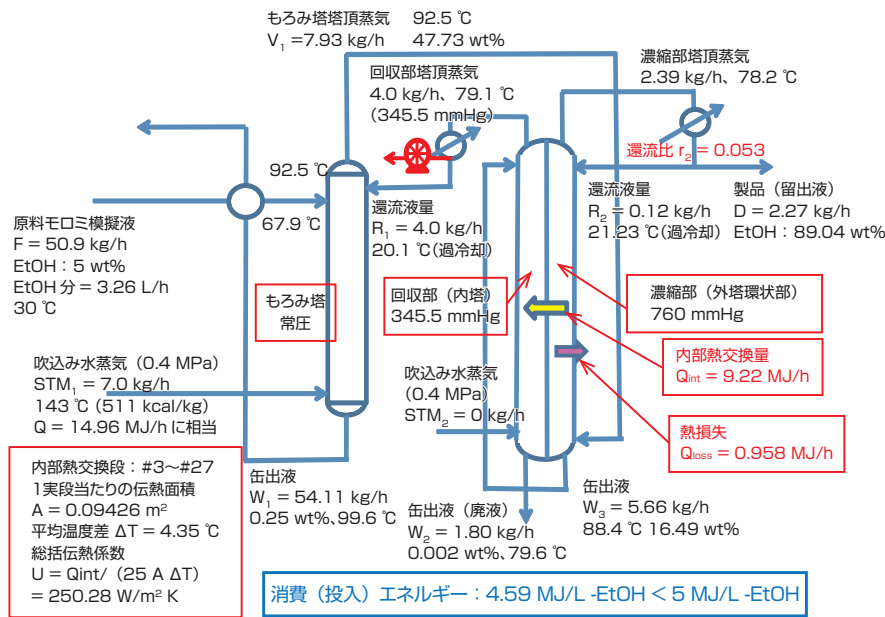 もろみ塔塔頂蒸気 92.5 ℃
V₁ =7.93 kg/h 47.73 wt%
回収部塔頂蒸気
4.0 kg/h、79.1 ℃
(345.5 mmHg)
濃縮部塔頂蒸気
2.39 kg/h、78.2 ℃
還流比 r₂ = 0.053
92.5 ℃
67.9 ℃
原料モロミ模擬液
F = 50.9 kg/h
EtOH：5 wt%
EtOH 分 = 3.26 L/h
30 ℃
還流液量
R₁ = 4.0 kg/h
20.1 ℃(過冷却)
還流液量
R₂ = 0.12 kg/h
21.23 ℃(過冷却)
製品（留出液）
D = 2.27 kg/h
EtOH：89.04 wt%
もろみ塔
常圧
回収部（内塔）
345.5 mmHg
濃縮部（外塔環状部）
760 mmHg
内部熱交換量
Qint = 9.22 MJ/h
熱損失
Qloss = 0.958 MJ/h
吹込み水蒸気（0.4 MPa）
STM₁ = 7.0 kg/h
143 ℃ (511 kcal/kg)
Q = 14.96 MJ/h に相当
吹込み水蒸気
(0.4 MPa)
STM₂ = 0 kg/h
内部熱交換段：#3～#27
1実段当たりの伝熱面積
A = 0.09426 m²
平均温度差 ΔT = 4.35 ℃
総括伝熱係数
U = Qint/（25 A ΔT）
= 250.28 W/m² K
缶出液
W₁ = 54.11 kg/h
0.25 wt%、99.6 ℃
缶出液（廃液）
W₂ = 1.80 kg/h
0.002 wt%、79.6 ℃
缶出液
W₃ = 5.66 kg/h
88.4 ℃ 16.49 wt%
消費（投入）エネルギー：4.59 MJ/L -EtOH < 5 MJ/L -EtOH